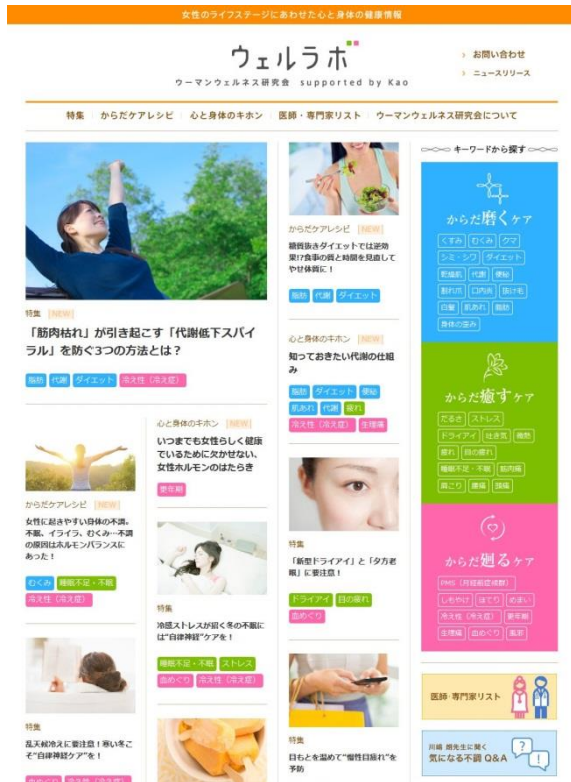 女性のライフステージにあわせた心と身体の健康情報
ウェルラボ
ウーマンウェルネス研究会 supported by Kao
お問い合わせ
ニュースリリース
特集
からだケアレシピ
心と身体のキホン
医師・専門家リスト
ウーマンウェルネス研究会について
特集 [NEW]
「筋肉枯れ」が引き起こす「代謝低下スパイ
ラル」を防ぐ3つの方法とは？
脂肪 代謝 ダイエット 冷え性（冷え症）
からだケアレシピ [NEW]
女性に起きやすい身体の不調。
不眠、イライラ、むくみ…不調
の原因はホルモンバランスに
あった！
むくみ 睡眠不足・不眠
冷え性（冷え症）
特集
乱天候冷えに要注意！寒い冬こ
そ"自律神経ケア"を！
心と身体のキホン [NEW]
いつまでも女性らしく健康
でいるために欠かせない、
女性ホルモンのはたらき
更年期
特集
冷感ストレスが招く冬の不眠に
は"自律神経"ケアを！
睡眠不足・不眠 ストレス
血めぐり 冷え性（冷え症）
からだケアレシピ [NEW]
糖質抜きダイエットでは逆効
果!?食事の質と時間を見直して
やせ体質に！
脂肪 代謝 ダイエット
心と身体のキホン [NEW]
知っておきたい代謝の仕組
み
脂肪 ダイエット 便秘
肌あれ 代謝 疲れ
冷え性（冷え症） 生理痛
特集
「新型ドライアイ」と「夕方老
眼」に要注意！
ドライアイ 目の疲れ
血めぐり
特集
目もとを温めて"慢性目疲れ"を
予防
キーワードから探す
からだ磨くケア
くすみ むくみ クマ
シミ・シワ ダイエット
乾燥肌 代謝 便秘
割れ爪 口内炎 抜け毛
白髪 肌あれ 脂肪
身体の歪み
からだ癒すケア
だるさ ストレス
ドライアイ 吐き気
疲れ 目の疲れ
睡眠不足・不眠 筋肉痛
肩こり 腰痛 頭痛
からだ廻るケア
PMS（月経前症候群）
しもやけ ほてり めまい
冷え性（冷え症） 更年期
生理痛 血めぐり
医師・専門家リスト
川嶋 朗先生に聞く
気になる不調 Q&A